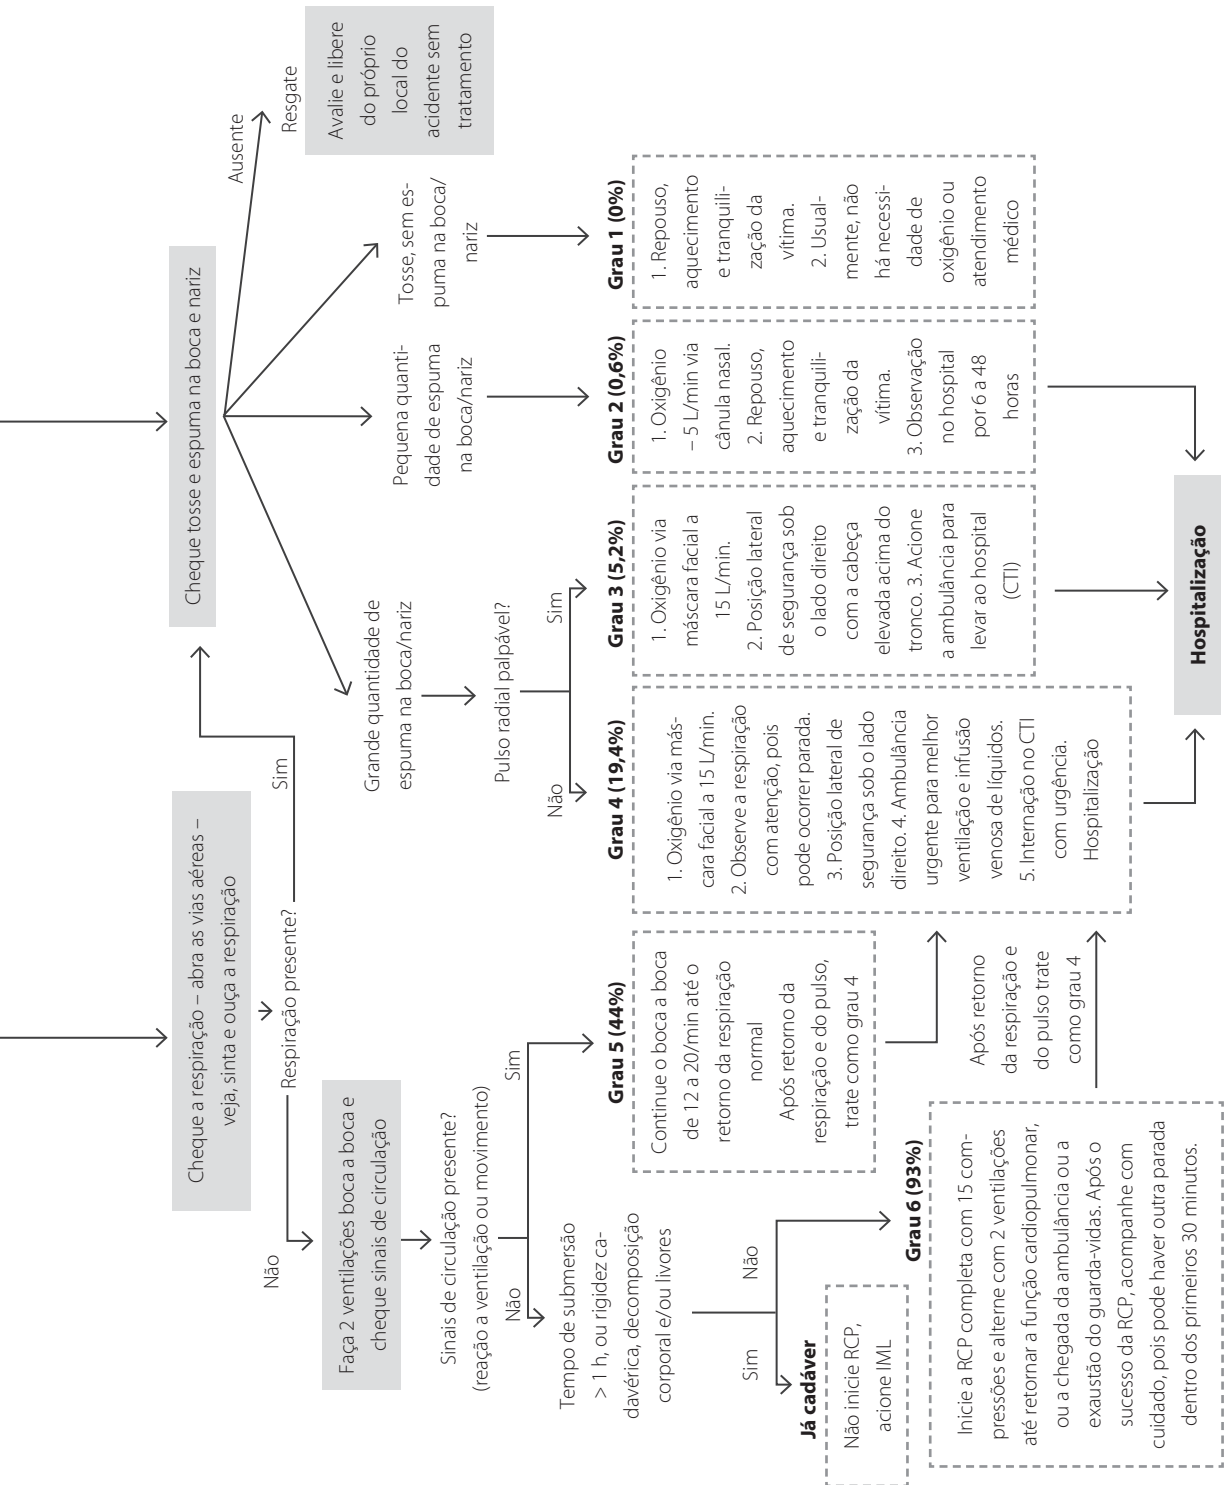 Cheque a respiração – abra as vias aéreas –
veja, sinta e ouça a respiração
Respiração presente?
Não
Sim
Faça 2 ventilações boca a boca e
cheque sinais de circulação
Sinais de circulação presente?
(reação a ventilação ou movimento)
Não
Sim
Tempo de submersão
> 1 h, ou rigidez ca-
davérica, decomposição
corporal e/ou livores
Sim
Não
Já cadáver
Não inicie RCP,
acione IML
Grau 6 (93%)
Inicie a RCP completa com 15 com-
pressões e alterne com 2 ventilações
até retornar a função cardiopulmonar,
ou a chegada da ambulância ou a
exaustão do guarda-vidas. Após o
sucesso da RCP, acompanhe com
cuidado, pois pode haver outra parada
dentro dos primeiros 30 minutos.
Após retorno
da respiração e
do pulso trate
como grau 4
Grau 5 (44%)
Continue o boca a boca
de 12 a 20/min até o
retorno da respiração
normal
Após retorno da
respiração e do pulso,
trate como grau 4
Cheque tosse e espuma na boca e nariz
Grande quantidade de
espuma na boca/nariz
Pulso radial palpável?
Não
Sim
Grau 4 (19,4%)
1. Oxigênio via más-
cara facial a 15 L/min.
2. Observe a respiração
com atenção, pois
pode ocorrer parada.
3. Posição lateral de
segurança sob o lado
direito. 4. Ambulância
urgente para melhor
ventilação e infusão
venosa de líquidos.
5. Internação no CTI
com urgência.
Hospitalização
Grau 3 (5,2%)
1. Oxigênio via
máscara facial a
15 L/min.
2. Posição lateral
de segurança sob
o lado direito
com a cabeça
elevada acima do
tronco. 3. Acione
a ambulância para
levar ao hospital
(CTI)
Pequena quanti-
dade de espuma
na boca/nariz
Grau 2 (0,6%)
1. Oxigênio
– 5 L/min via
cânula nasal.
2. Repouso,
aquecimento
e tranquili-
zação da
vítima.
3. Observação
no hospital
por 6 a 48
horas
Tosse, sem es-
puma na boca/
nariz
Grau 1 (0%)
1. Repouso,
aquecimento
e tranquili-
zação da
vítima.
2. Usual-
mente, não
há necessi-
dade de
oxigênio ou
atendimento
médico
Ausente
Resgate
Avalie e libere
do próprio
local do
acidente sem
tratamento
Hospitalização